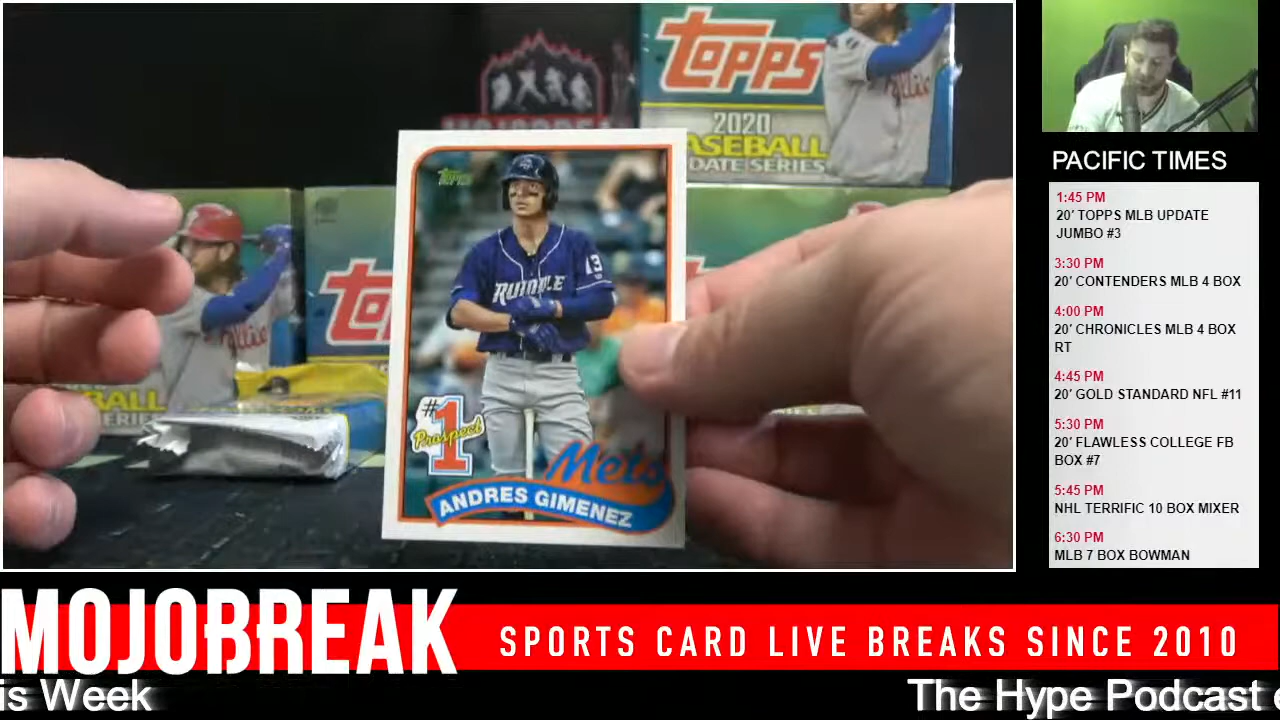 TOPPS
2020
ASEBALL
DATE SERIES
MOJOBREAK
Topps
13
#1
Prospect
Mets
ANDRES GIMENEZ
PACIFIC TIMES
1:45 PM
20' TOPPS MLB UPDATE
JUMBO #3
3:30 PM
20' CONTENDERS MLB 4 BOX
4:00 PM
20' CHRONICLES MLB 4 BOX
RT
4:45 PM
20' GOLD STANDARD NFL #11
5:30 PM
20' FLAWLESS COLLEGE FB
BOX #7
5:45 PM
NHL TERRIFIC 10 BOX MIXER
6:30 PM
MLB 7 BOX BOWMAN
MOJOBREAK
SPORTS CARD LIVE BREAKS SINCE 2010
is Week
The Hype Podcast